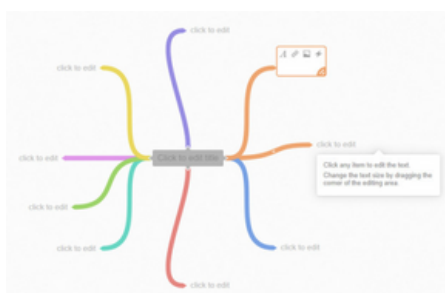 click to edit
click to edit
click to edit
click to edit
Click to edit title
Click any item to edit the text.
Change the text size by dragging the
corner of the editing area.
click to edit
click to edit
click to edit
click to edit